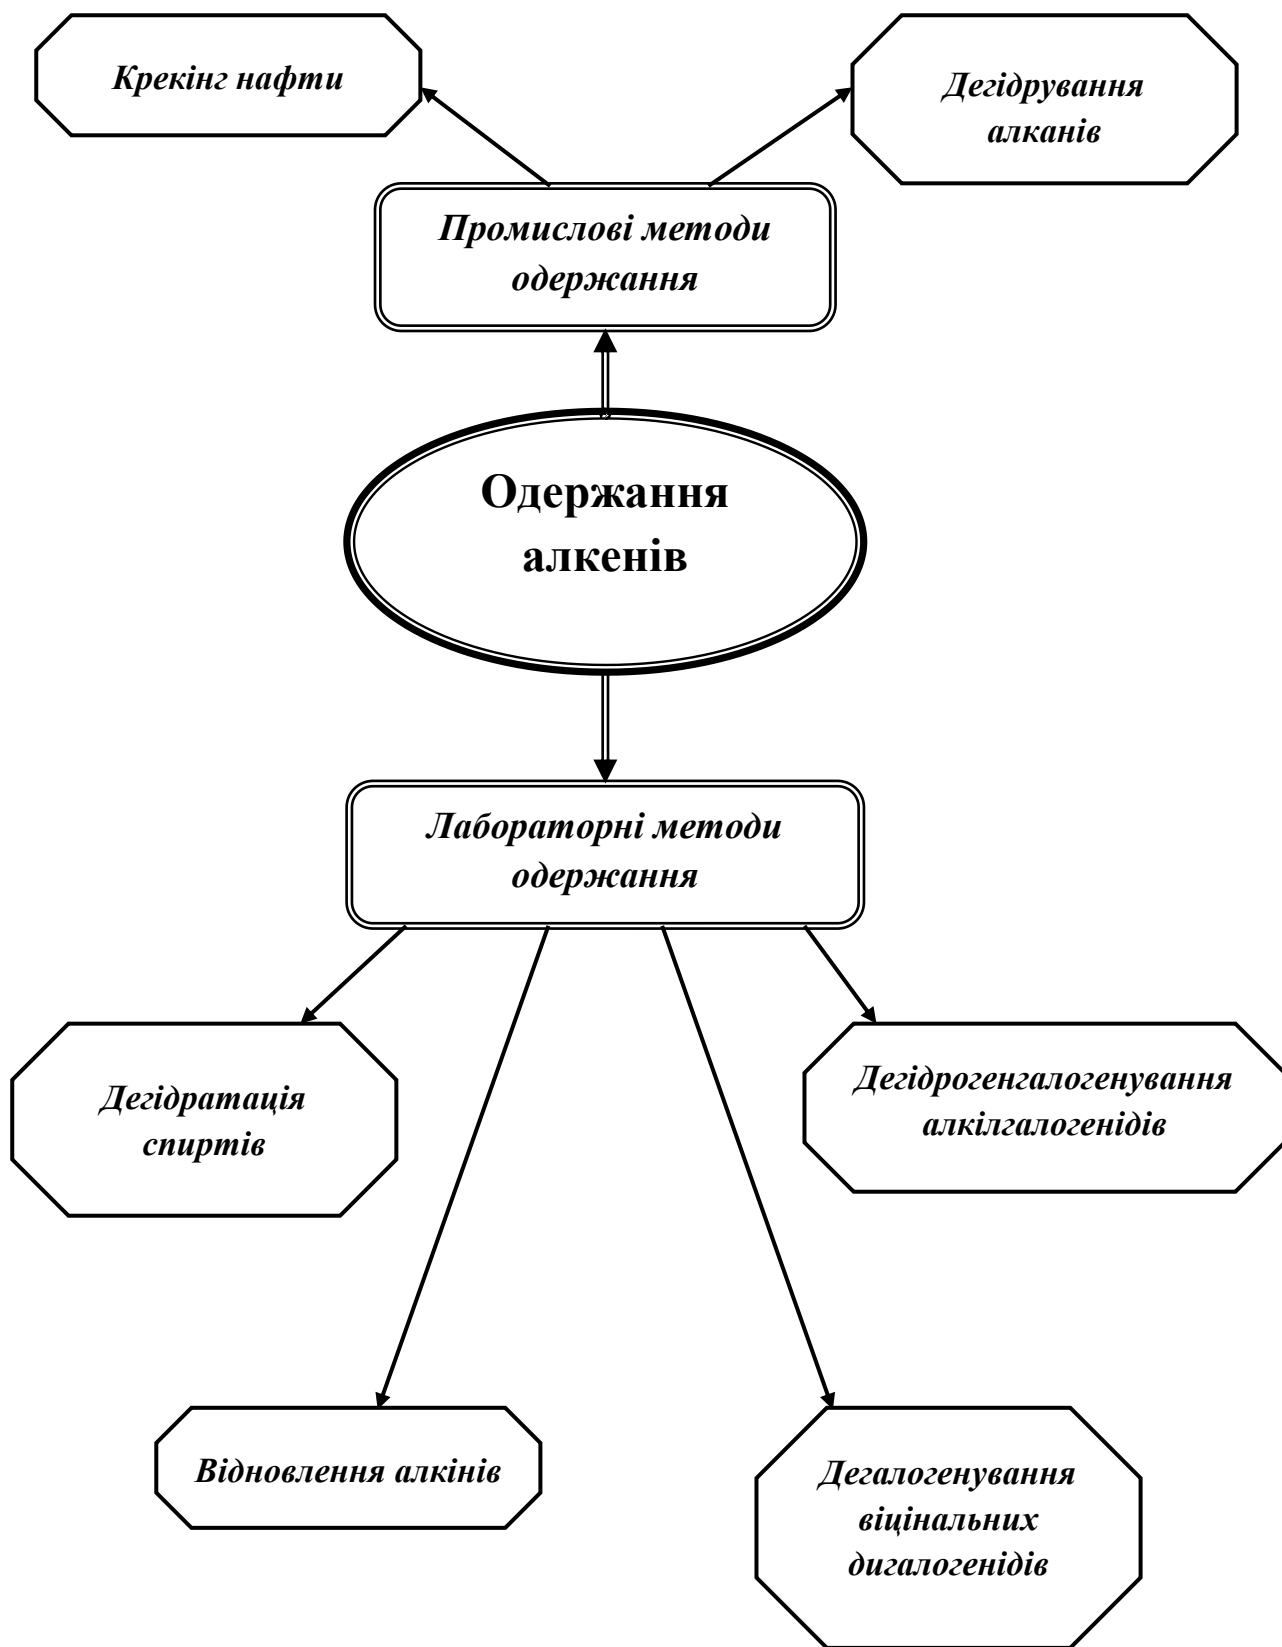 Крекінг нафти
Дегідрування
алканів
Промислові методи
одержання
Одержання
алкенів
Лабораторні методи
одержання
Дегідратація
спиртів
Дегідрогенгалогенування
алкілгалогенідів
Відновлення алкінів
Дегалогенування
віцінальних
дигалогенідів